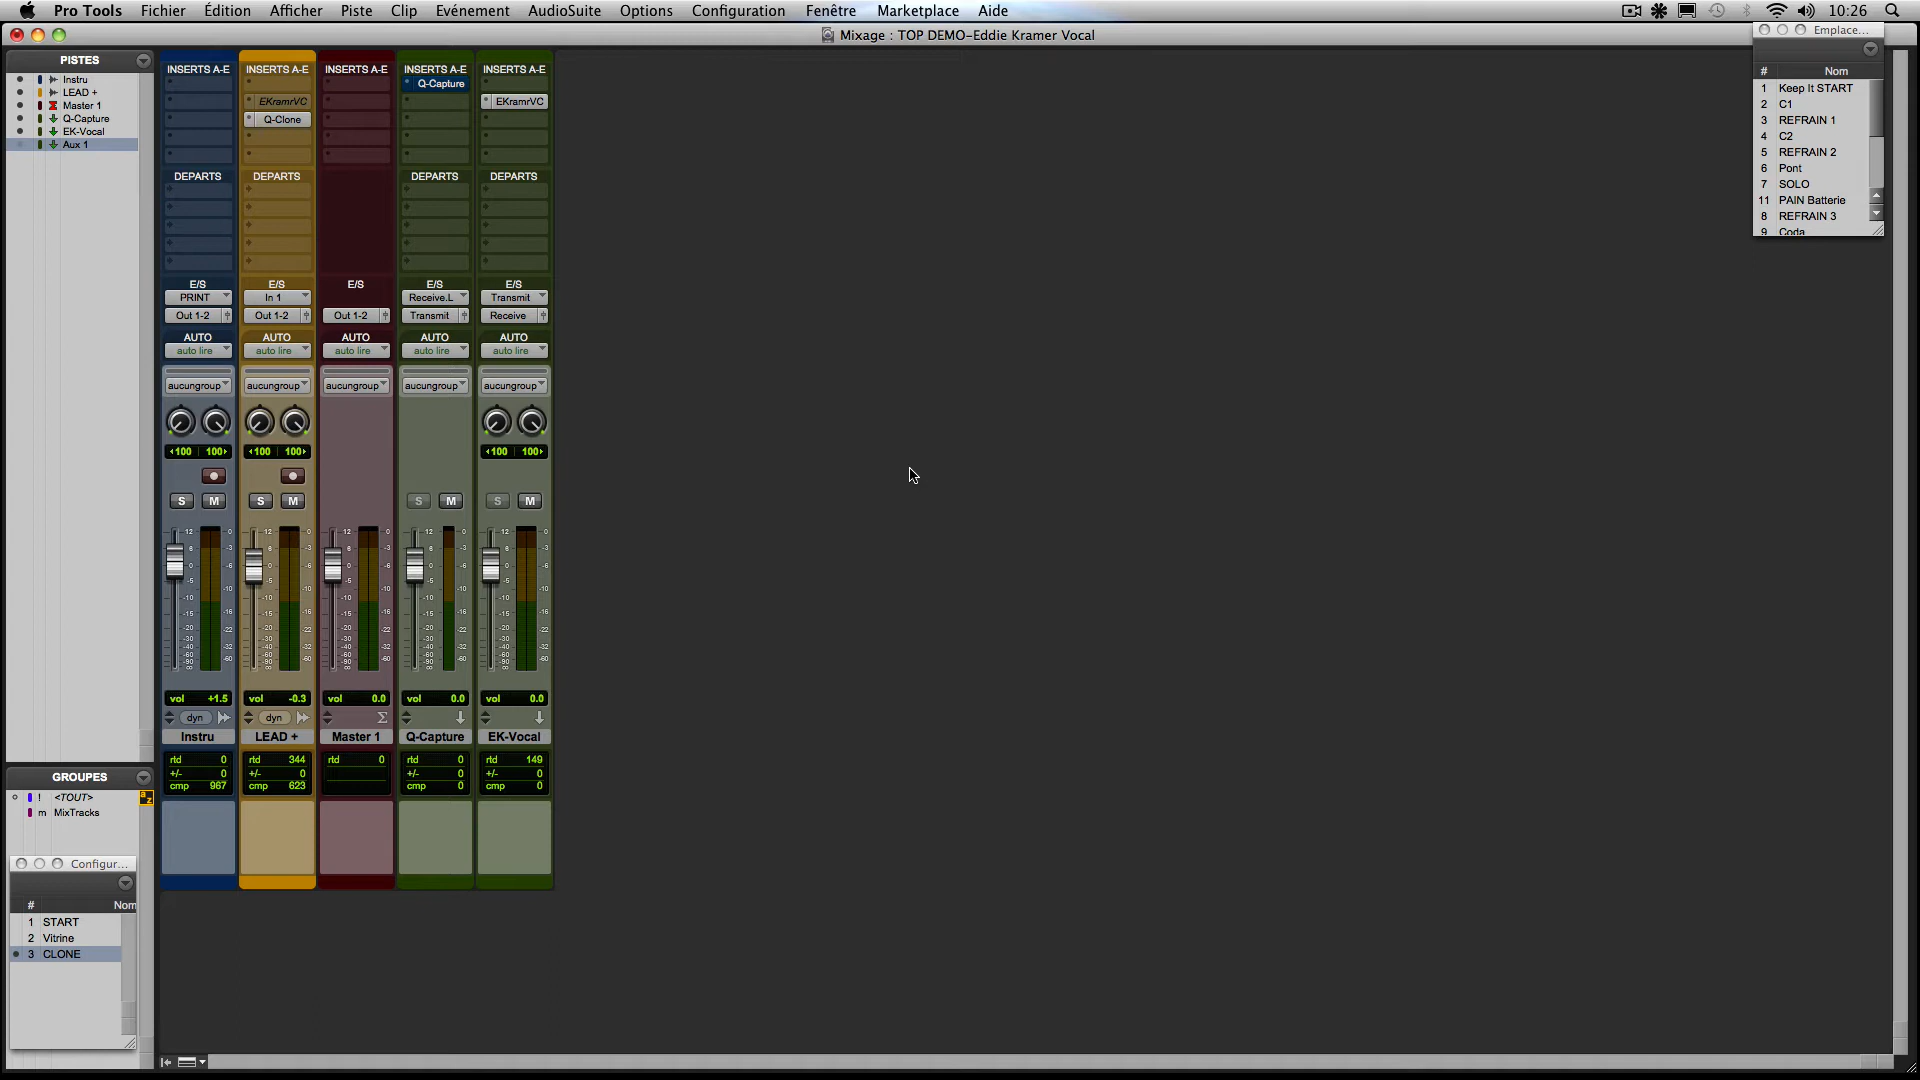 Pro Tools Fichier Édition Afficher Piste Clip Evénement AudioSuite Options Configuration Fenêtre Marketplace Aide 10:26
Mixage : TOP DEMO-Eddie Kramer Vocal
Emplace...
# Nom
1 Keep It START
2 C1
3 REFRAIN 1
4 C2
5 REFRAIN 2
6 Pont
7 SOLO
11 PAIN Batterie
8 REFRAIN 3
9 Coda
PISTES
Instru
LEAD +
Master 1
Q-Capture
EK-Vocal
Aux 1
INSERTS A-E INSERTS A-E INSERTS A-E INSERTS A-E INSERTS A-E
Q-Capture
EKramrVC EKramrVC
Q-Clone
DEPARTS DEPARTS DEPARTS DEPARTS
E/S E/S E/S E/S E/S
PRINT In 1 Receive.L Transmit
Out 1-2 Out 1-2 Out 1-2 Transmit Receive
AUTO AUTO AUTO AUTO AUTO
auto lire auto lire auto lire auto lire auto lire
aucungroup aucungroup aucungroup aucungroup aucungroup
100 100 100 100 100 100
S M S M S M S M
vol +1.5 vol -0.3 vol 0.0 vol 0.0 vol 0.0
dyn dyn
Instru LEAD + Master 1 Q-Capture EK-Vocal
rtd 0 rtd 344 rtd 0 rtd 0 rtd 149
+/- 0 +/- 0 +/- 0 +/- 0
cmp 967 cmp 623 cmp 0 cmp 0
GROUPES
! <TOUT>
m MixTracks
Configur...
# Nom
1 START
2 Vitrine
3 CLONE